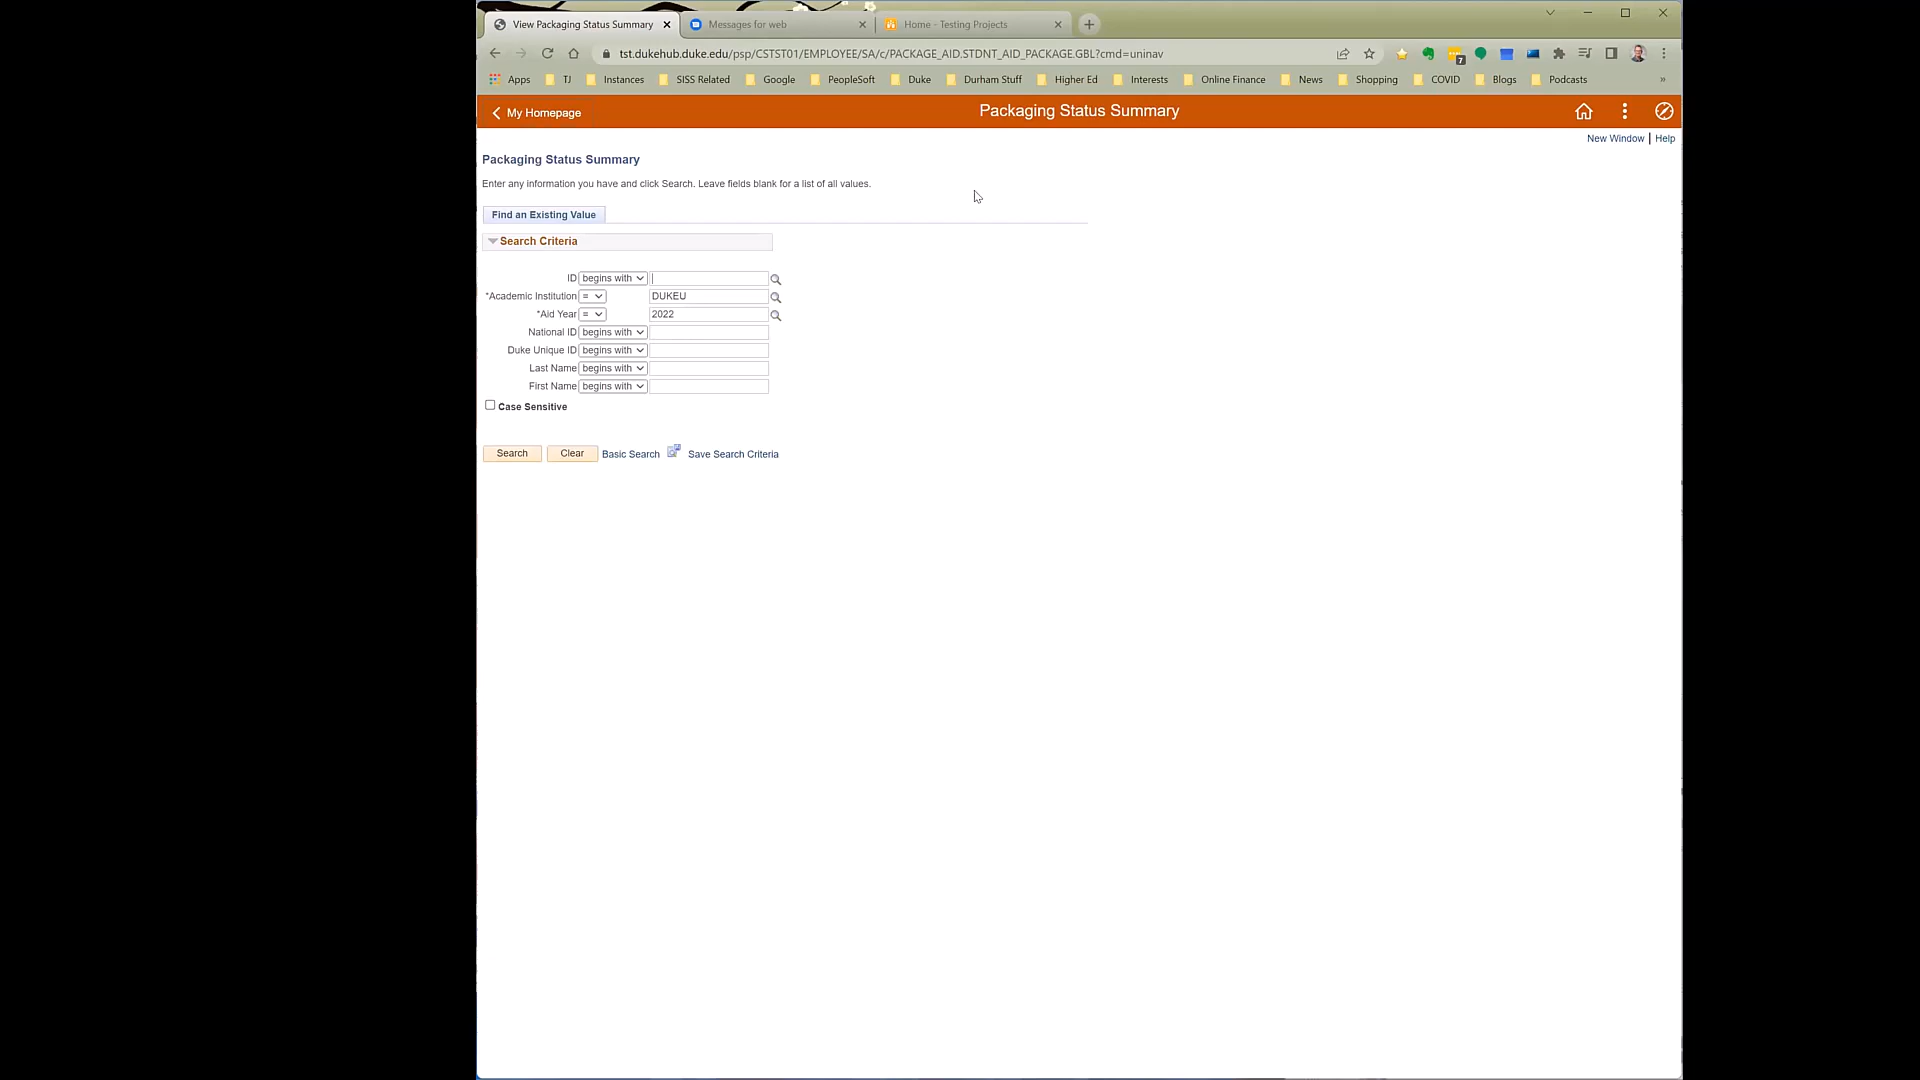 View Packaging Status Summary
Messages for web
Home - Testing Projects
tst.dukehub.duke.edu/psp/CSTST01/EMPLOYEE/SA/c/PACKAGE_AID.STDNT_AID_PACKAGE.GBL?cmd=uninav
7
Apps TJ Instances SISS Related Google PeopleSoft Duke Durham Stuff Higher Ed Interests Online Finance News Shopping COVID Blogs Podcasts »
My Homepage
Packaging Status Summary
New Window | Help
Packaging Status Summary
Enter any information you have and click Search. Leave fields blank for a list of all values.
Find an Existing Value
Search Criteria
ID begins with
*Academic Institution = DUKEU
*Aid Year = 2022
National ID begins with
Duke Unique ID begins with
Last Name begins with
First Name begins with
Case Sensitive
Search Clear Basic Search Save Search Criteria